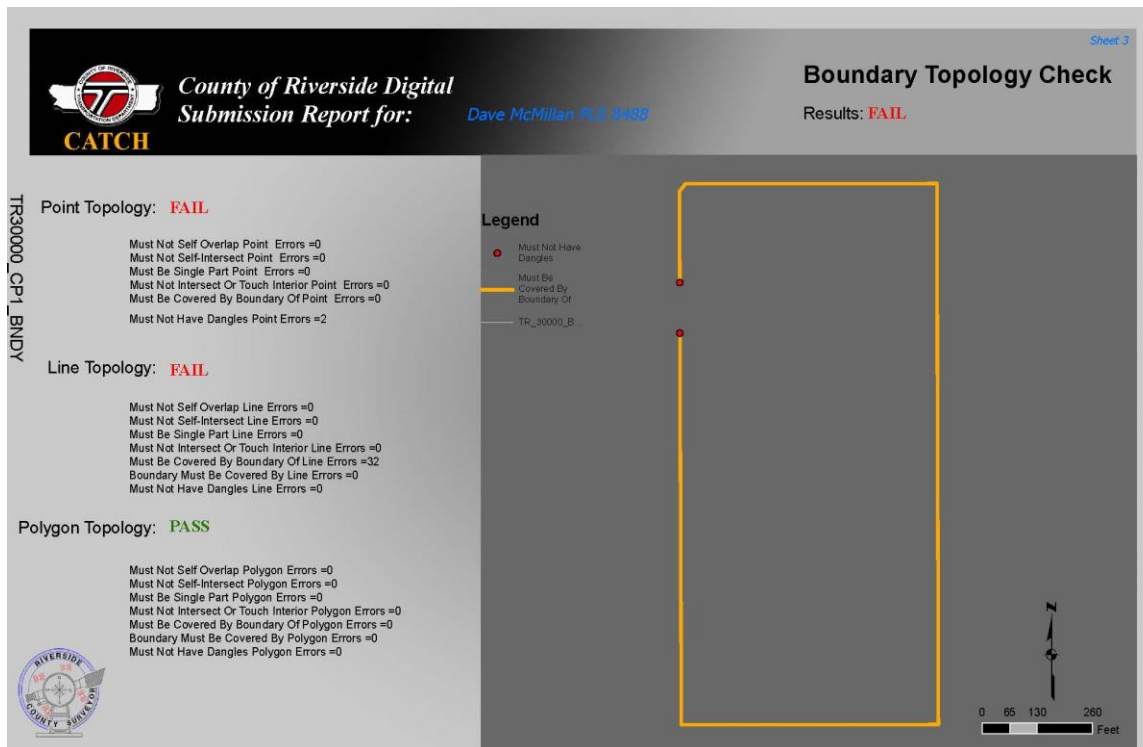 Sheet 3
County of Riverside Digital
Submission Report for:
Dave McMillan PLS 8488
Boundary Topology Check
Results: FAIL
COUNTY OF RIVERSIDE
TRANSPORTATION DEPARTMENT
CATCH
TR30000_CP1_BNDY
Point Topology: FAIL
Must Not Self Overlap Point Errors =0
Must Not Self-Intersect Point Errors =0
Must Be Single Part Point Errors =0
Must Not Intersect Or Touch Interior Point Errors =0
Must Be Covered By Boundary Of Point Errors =0
Must Not Have Dangles Point Errors =2
Line Topology: FAIL
Must Not Self Overlap Line Errors =0
Must Not Self-Intersect Line Errors =0
Must Be Single Part Line Errors =0
Must Not Intersect Or Touch Interior Line Errors =0
Must Be Covered By Boundary Of Line Errors =32
Boundary Must Be Covered By Line Errors =0
Must Not Have Dangles Line Errors =0
Polygon Topology: PASS
Must Not Self Overlap Polygon Errors =0
Must Not Self-Intersect Polygon Errors =0
Must Be Single Part Polygon Errors =0
Must Not Intersect Or Touch Interior Polygon Errors =0
Must Be Covered By Boundary Of Polygon Errors =0
Boundary Must Be Covered By Polygon Errors =0
Must Not Have Dangles Polygon Errors =0
RIVERSIDE
COUNTY SURVEYOR
Legend
Must Not Have
Dangles
Must Be
Covered By
Boundary Of
TR_30000_B...
N
0 65 130 260
Feet